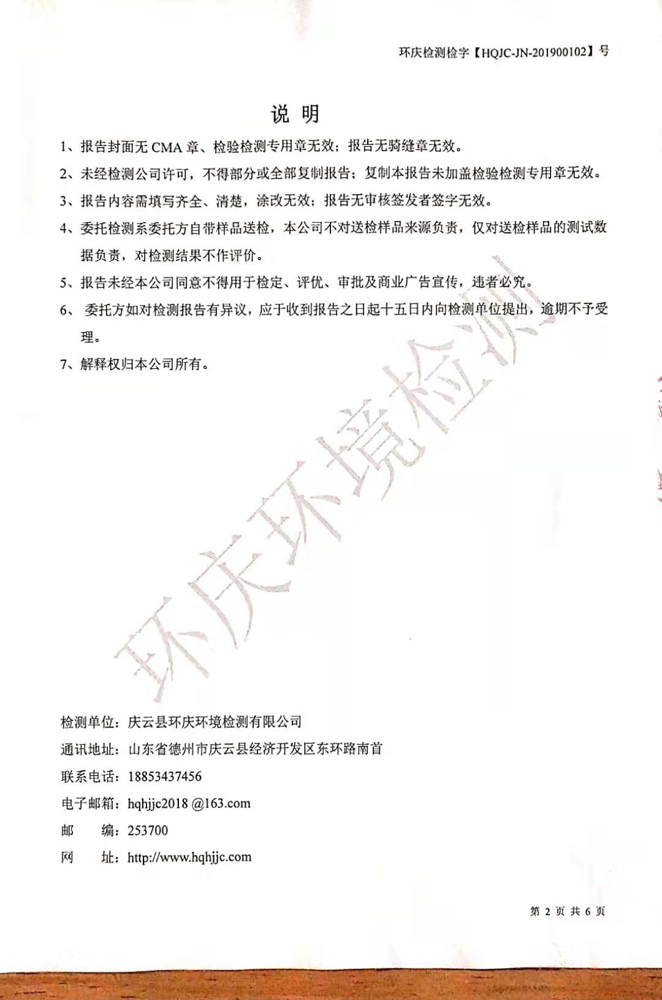 环庆检测检字【HQJC-JN-201900102】号
说 明
1、报告封面无 CMA 章、检验检测专用章无效；报告无骑缝章无效。
2、未经检测公司许可，不得部分或全部复制报告；复制本报告未加盖检验检测专用章无效。
3、报告内容需填写齐全、清楚，涂改无效；报告无审核签发者签字无效。
4、委托检测系委托方自带样品送检，本公司不对送检样品来源负责，仅对送检样品的测试数
据负责，对检测结果不作评价。
5、报告未经本公司同意不得用于检定、评优、审批及商业广告宣传，违者必究。
6、 委托方如对检测报告有异议，应于收到报告之日起十五日内向检测单位提出，逾期不予受
理。
7、解释权归本公司所有。
环庆环境检测
检测单位：庆云县环庆环境检测有限公司
通讯地址：山东省德州市庆云县经济开发区东环路南首
联系电话：18853437456
电子邮箱：hqhjjc2018 @163.com
邮 编：253700
网 址：http://www.hqhjjc.com
第 2 页 共 6 页